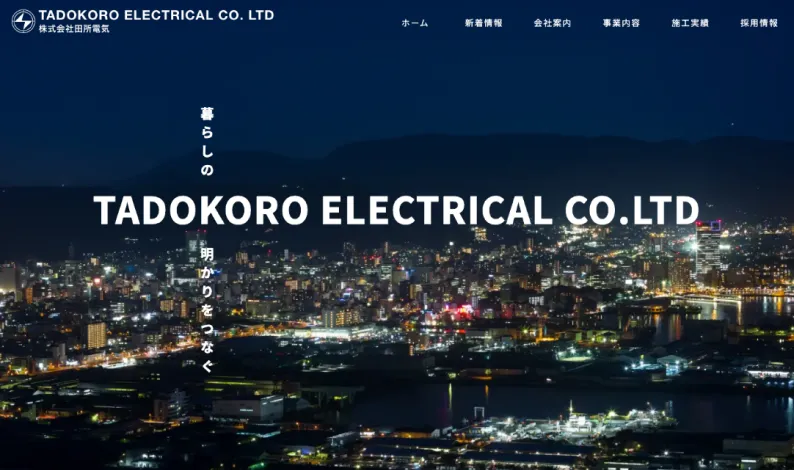 TADOKORO ELECTRICAL CO. LTD
株式会社田所電気
ホーム
新着情報
会社案内
事業内容
施工実績
採用情報
暮らしの
TADOKORO ELECTRICAL CO.LTD
明かりをつなぐ